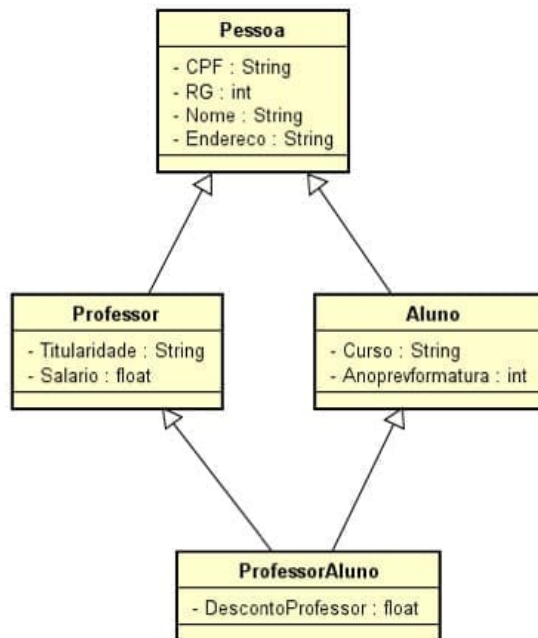 Pessoa
- CPF : String
- RG : int
- Nome : String
- Endereco : String
Professor
- Titularidade : String
- Salario : float
Aluno
- Curso : String
- Anoprevformatura : int
ProfessorAluno
- DescontoProfessor : float